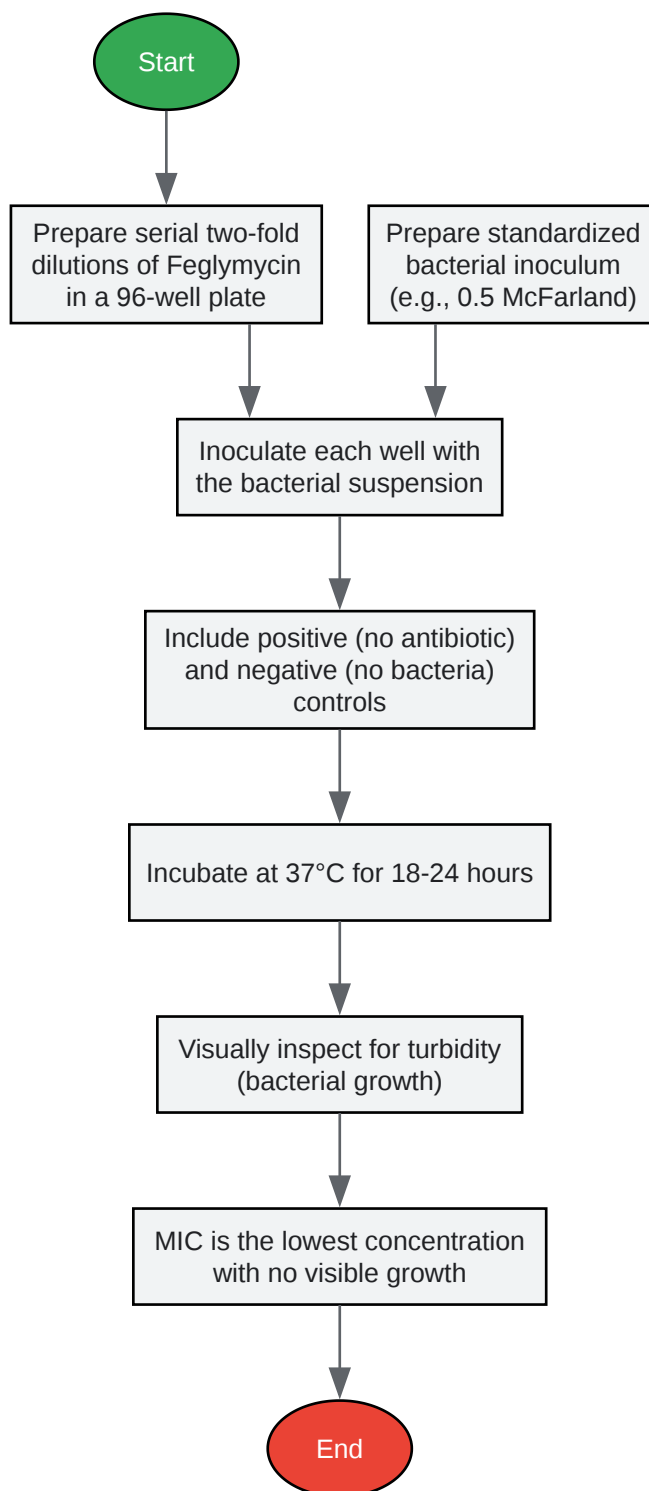 Start
Prepare serial two-fold
dilutions of Feglymycin
in a 96-well plate
Prepare standardized
bacterial inoculum
(e.g., 0.5 McFarland)
Inoculate each well with
the bacterial suspension
Include positive (no antibiotic)
and negative (no bacteria)
controls
Incubate at 37°C for 18-24 hours
Visually inspect for turbidity
(bacterial growth)
MIC is the lowest concentration
with no visible growth
End